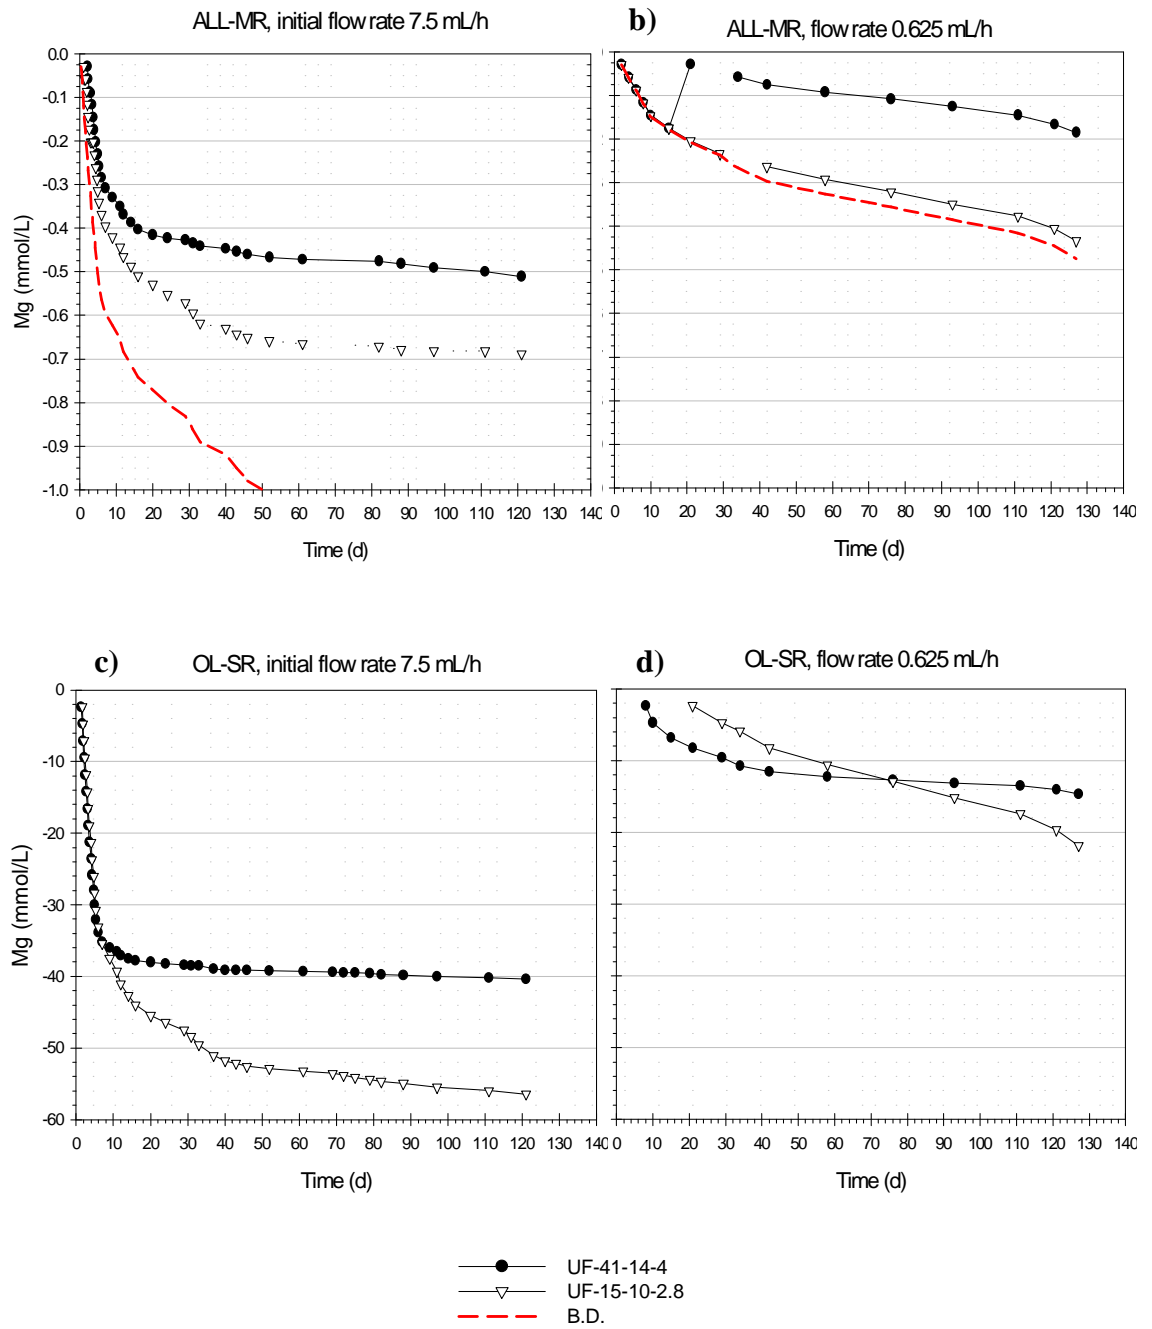 ALL-MR, initial flow rate 7.5 mL/h
0.0
-0.1
-0.2
-0.3
-0.4
-0.5
-0.6
-0.7
-0.8
-0.9
-1.0
Mg (mmol/L)
0 10 20 30 40 50 60 70 80 90 100 110 120 130 140
Time (d)
b)
ALL-MR, flow rate 0.625 mL/h
0 10 20 30 40 50 60 70 80 90 100 110 120 130 140
Time (d)
c)
OL-SR, initial flow rate 7.5 mL/h
0
-10
-20
-30
-40
-50
-60
Mg (mmol/L)
0 10 20 30 40 50 60 70 80 90 100 110 120 130 140
Time (d)
d)
OL-SR, flow rate 0.625 mL/h
0 10 20 30 40 50 60 70 80 90 100 110 120 130 140
Time (d)
UF-41-14-4
UF-15-10-2.8
B.D.